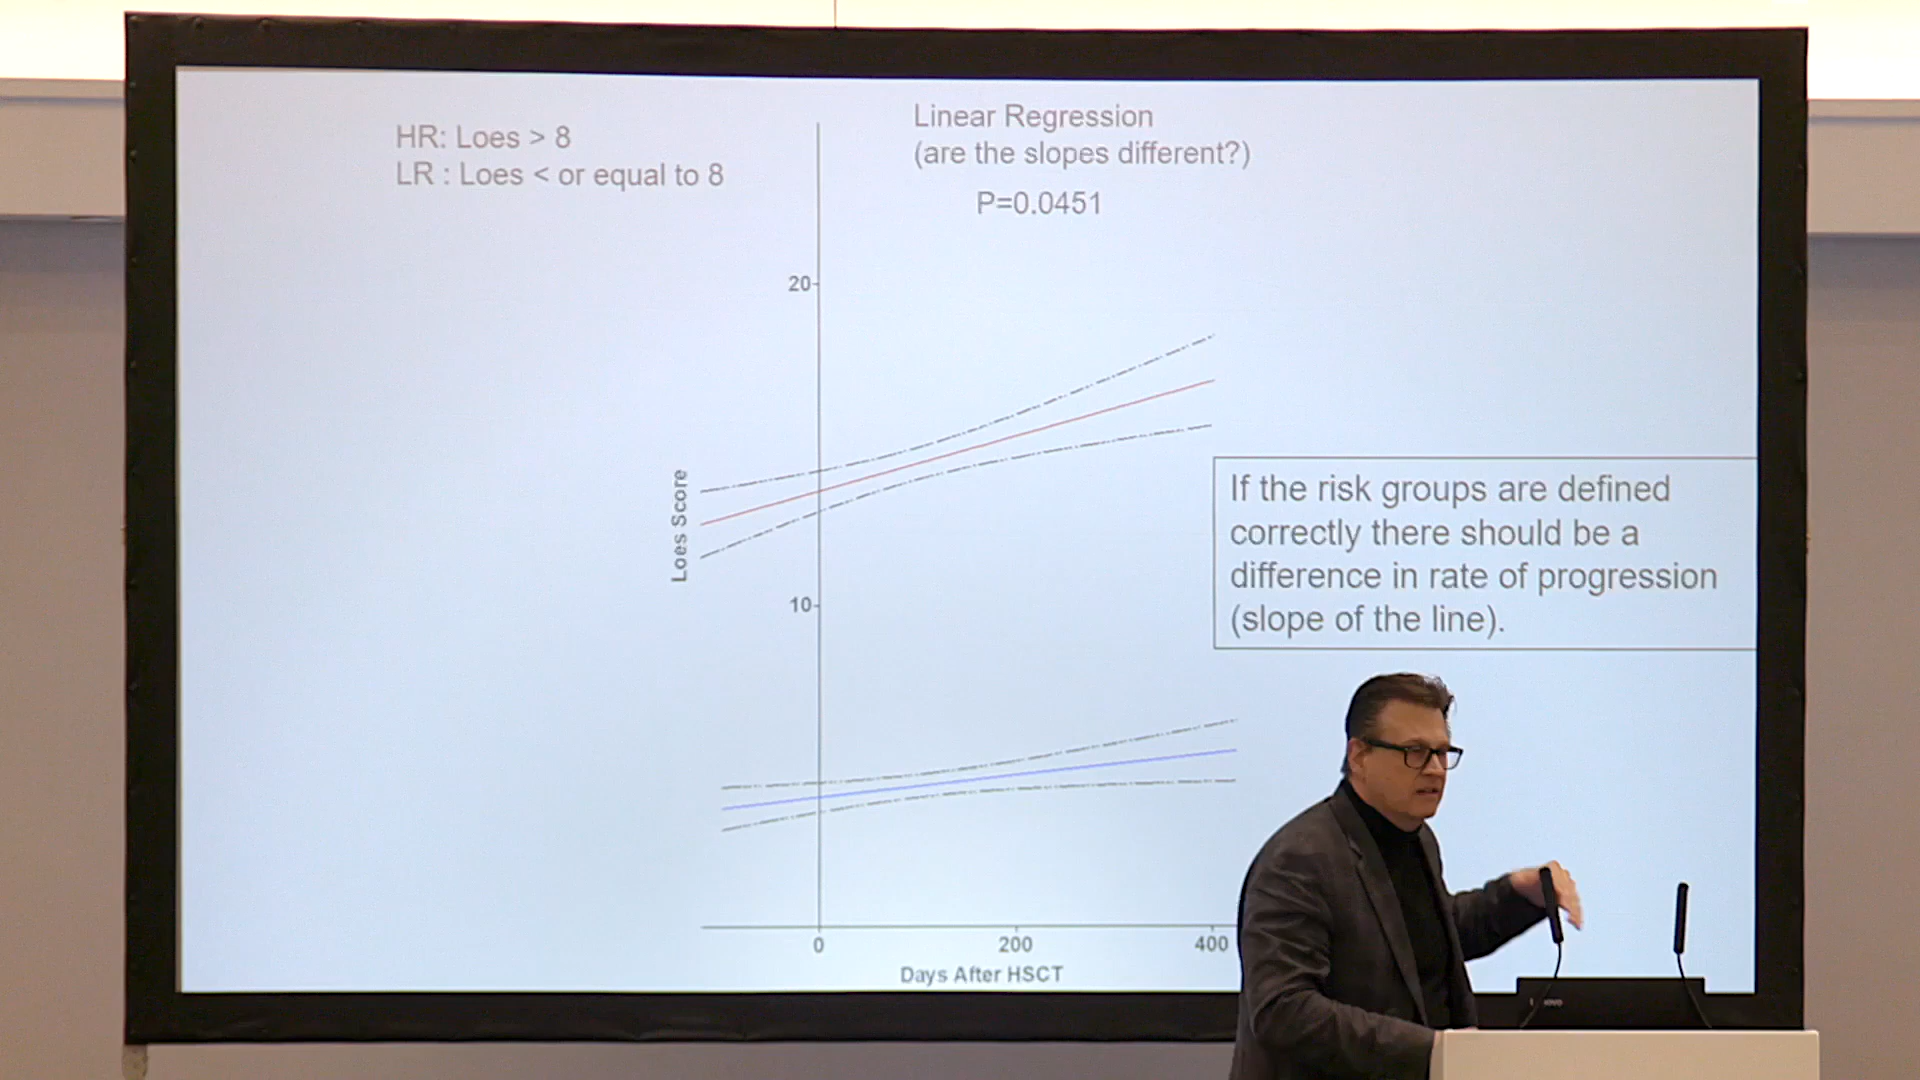 HR: Loes > 8
LR : Loes < or equal to 8
Linear Regression
(are the slopes different?)
P=0.0451
20
10
Loes Score
0
200
400
Days After HSCT
If the risk groups are defined
correctly there should be a
difference in rate of progression
(slope of the line).